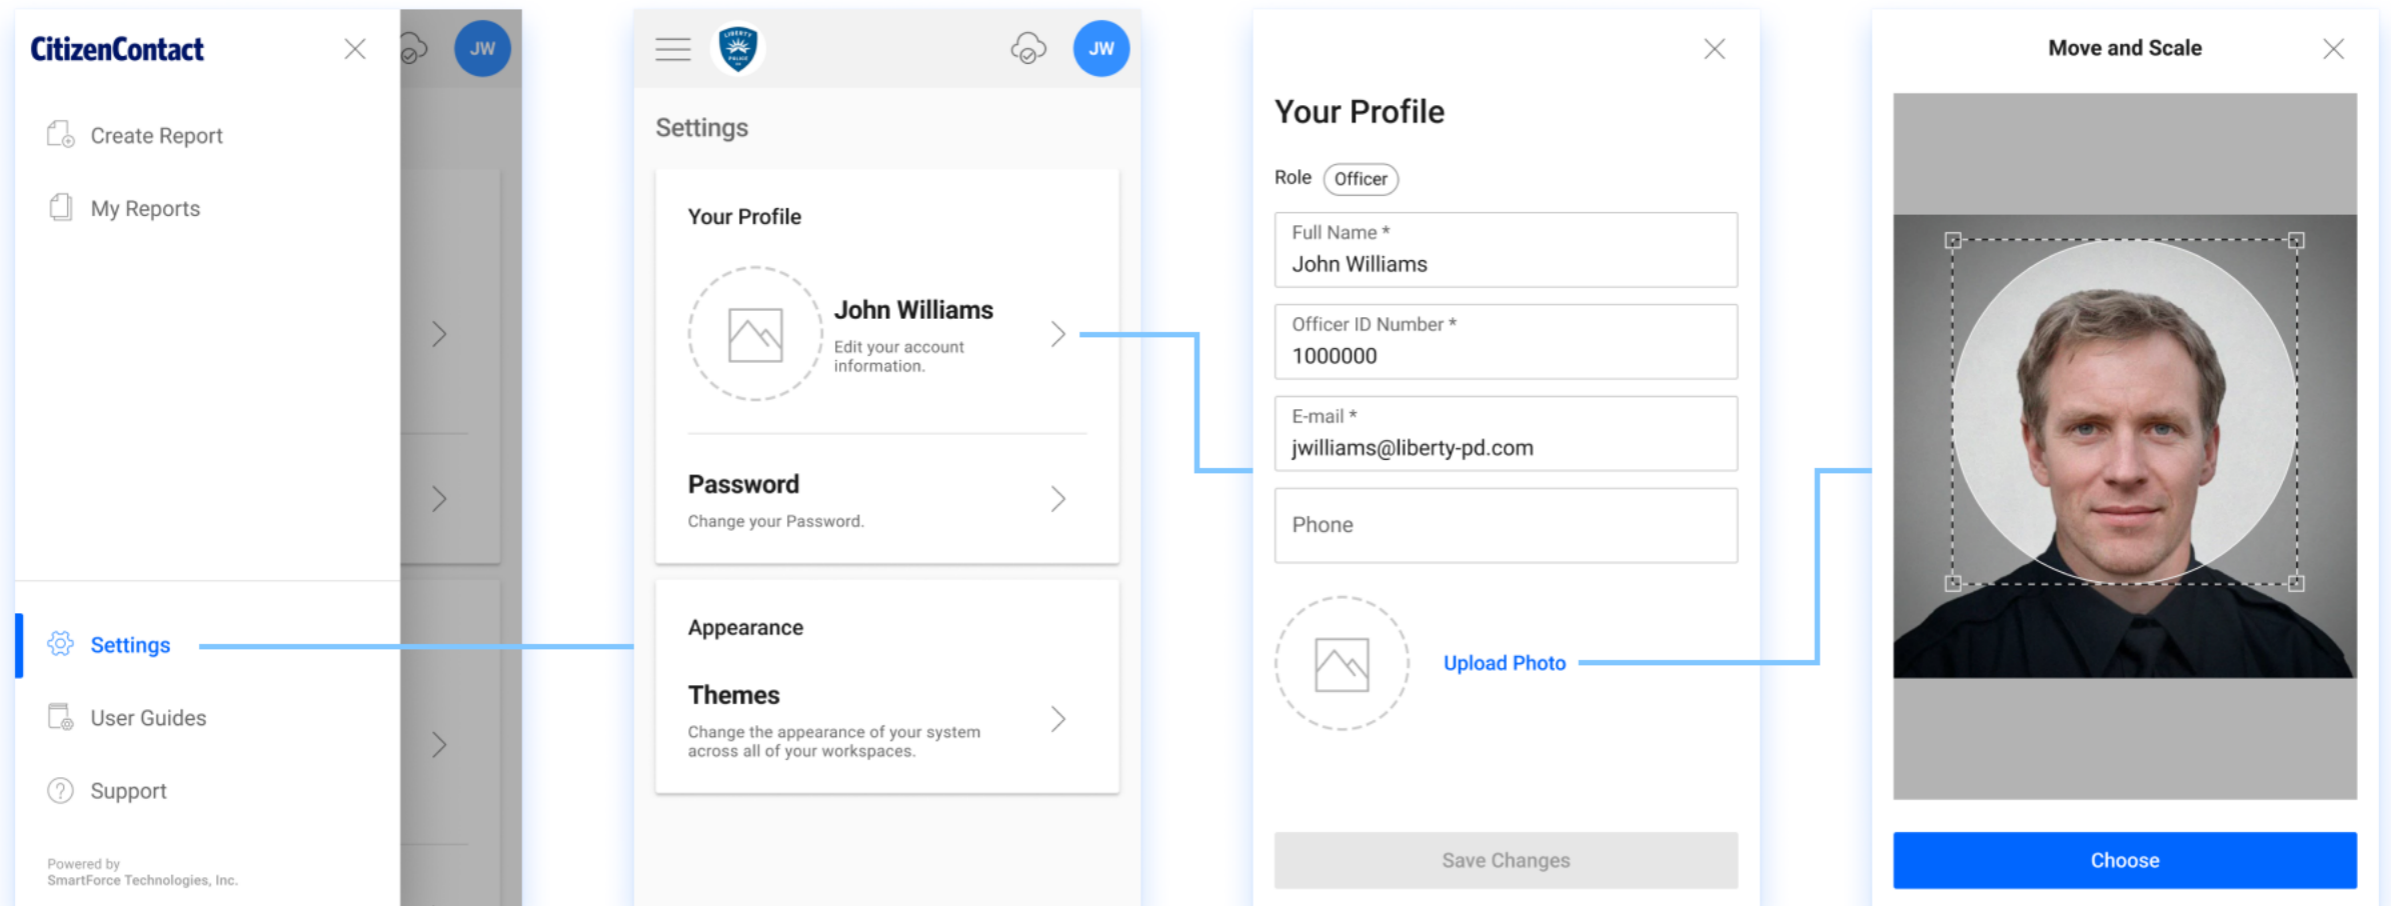 CitizenContact
JW
Create Report
My Reports
Settings
User Guides
Support
Powered by
SmartForce Technologies, Inc.
LIBERTY
POLICE
JW
Settings
Your Profile
John Williams
Edit your account
information.
Password
Change your Password.
Appearance
Themes
Change the appearance of your system
across all of your workspaces.
Your Profile
Role Officer
Full Name *
John Williams
Officer ID Number *
1000000
E-mail *
jwilliams@liberty-pd.com
Phone
Upload Photo
Save Changes
Move and Scale
Choose